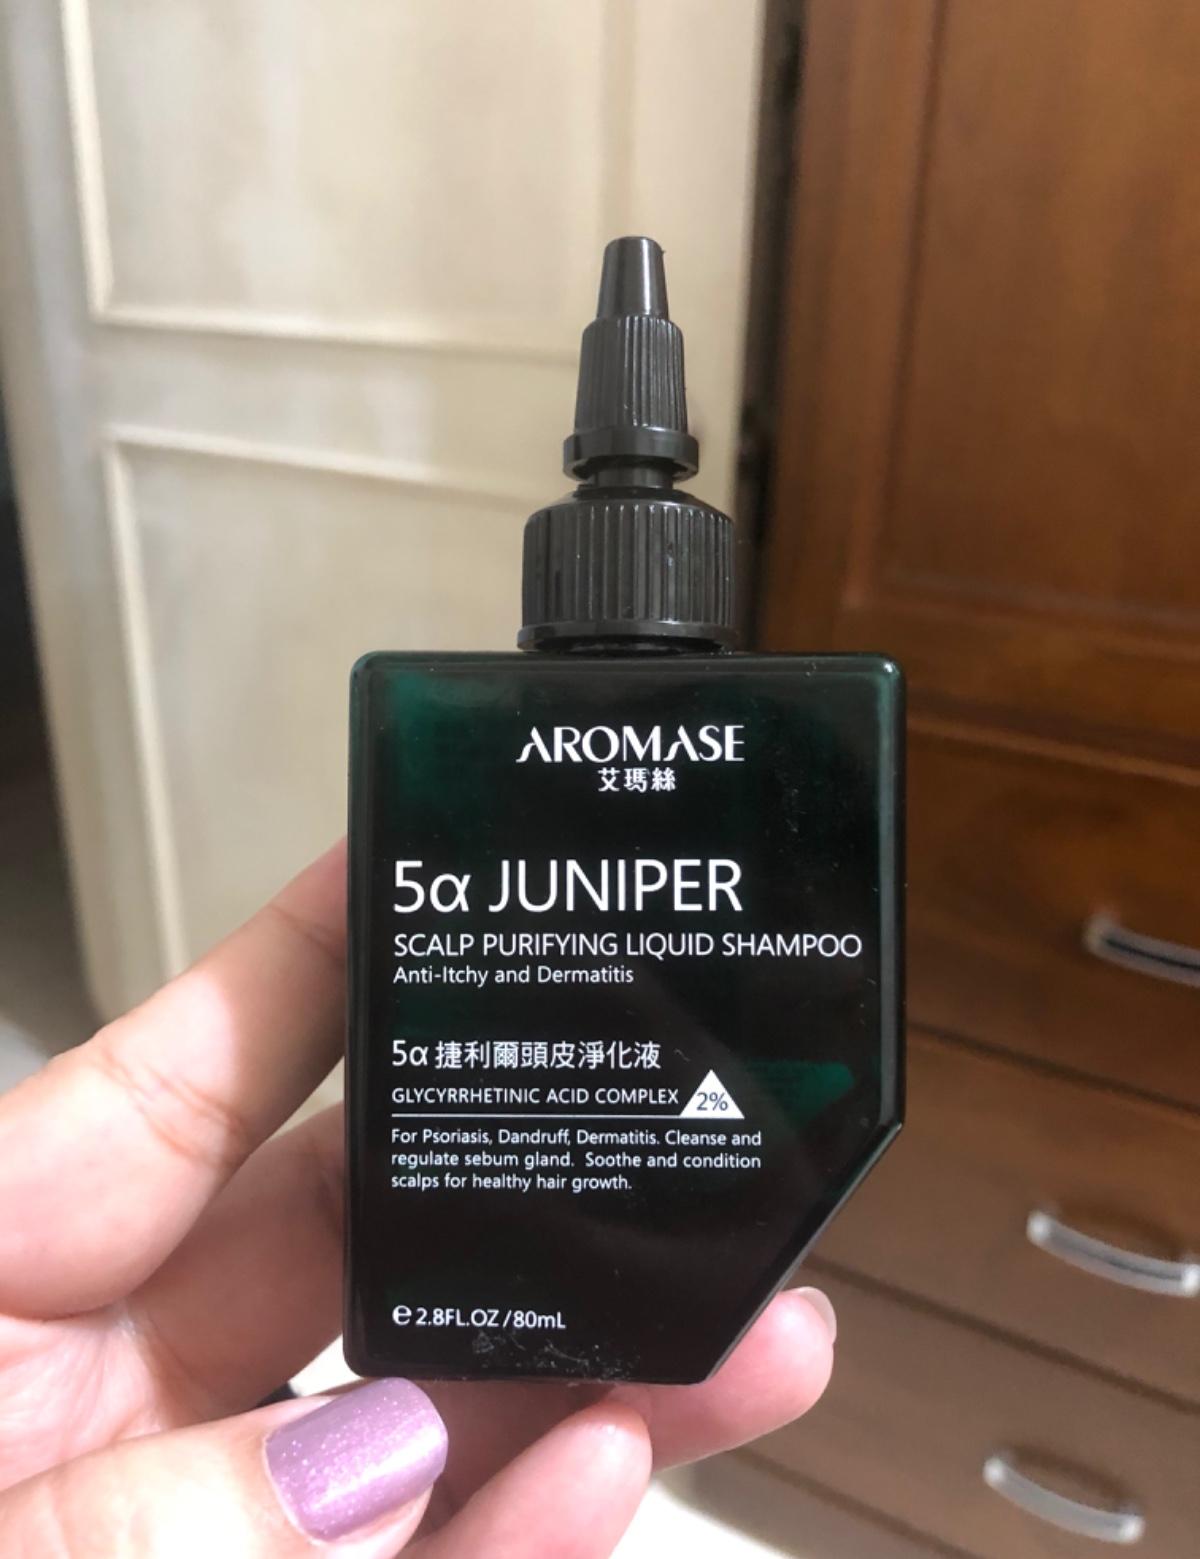 AROMASE
艾瑪絲
5α JUNIPER
SCALP PURIFYING LIQUID SHAMPOO
Anti-Itchy and Dermatitis
5α 捷利爾頭皮淨化液
GLYCYRRHETINIC ACID COMPLEX 2%
For Psoriasis, Dandruff, Dermatitis. Cleanse and
regulate sebum gland. Soothe and condition
scalps for healthy hair growth.
℮ 2.8FL.OZ/80mL